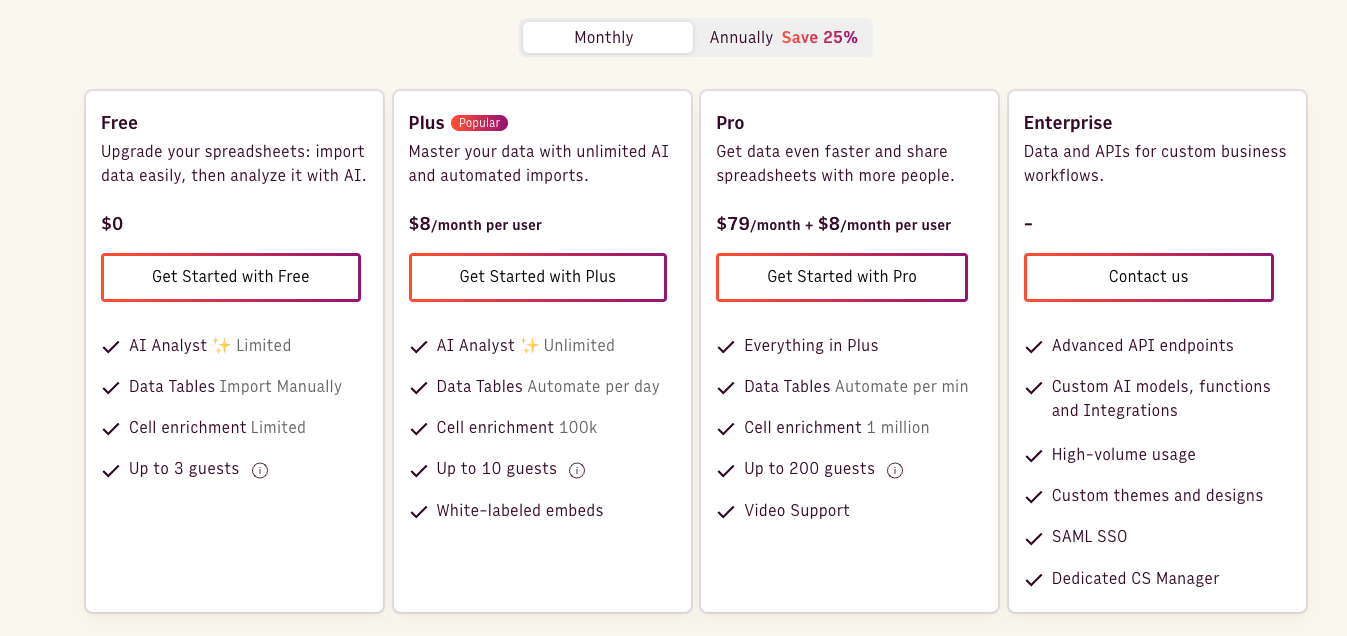 Monthly
Annually Save 25%
Free
Upgrade your spreadsheets: import
data easily, then analyze it with AI.
$0
Get Started with Free
AI Analyst ✨ Limited
Data Tables Import Manually
Cell enrichment Limited
Up to 3 guests
Plus Popular
Master your data with unlimited AI
and automated imports.
$8/month per user
Get Started with Plus
AI Analyst ✨ Unlimited
Data Tables Automate per day
Cell enrichment 100k
Up to 10 guests
White-labeled embeds
Pro
Get data even faster and share
spreadsheets with more people.
$79/month + $8/month per user
Get Started with Pro
Everything in Plus
Data Tables Automate per min
Cell enrichment 1 million
Up to 200 guests
Video Support
Enterprise
Data and APIs for custom business
workflows.
-
Contact us
Advanced API endpoints
Custom AI models, functions
and Integrations
High-volume usage
Custom themes and designs
SAML SSO
Dedicated CS Manager